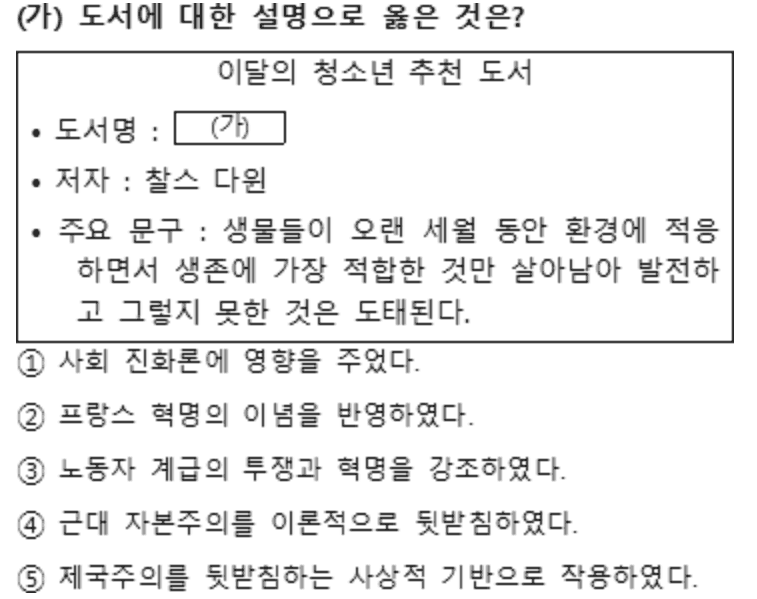 (가) 도서에 대한 설명으로 옳은 것은?
이달의 청소년 추천 도서
• 도서명 : (가)
• 저자 : 찰스 다윈
• 주요 문구 : 생물들이 오랜 세월 동안 환경에 적응
하면서 생존에 가장 적합한 것만 살아남아 발전하
고 그렇지 못한 것은 도태된다.
① 사회 진화론에 영향을 주었다.
② 프랑스 혁명의 이념을 반영하였다.
③ 노동자 계급의 투쟁과 혁명을 강조하였다.
④ 근대 자본주의를 이론적으로 뒷받침하였다.
⑤ 제국주의를 뒷받침하는 사상적 기반으로 작용하였다.